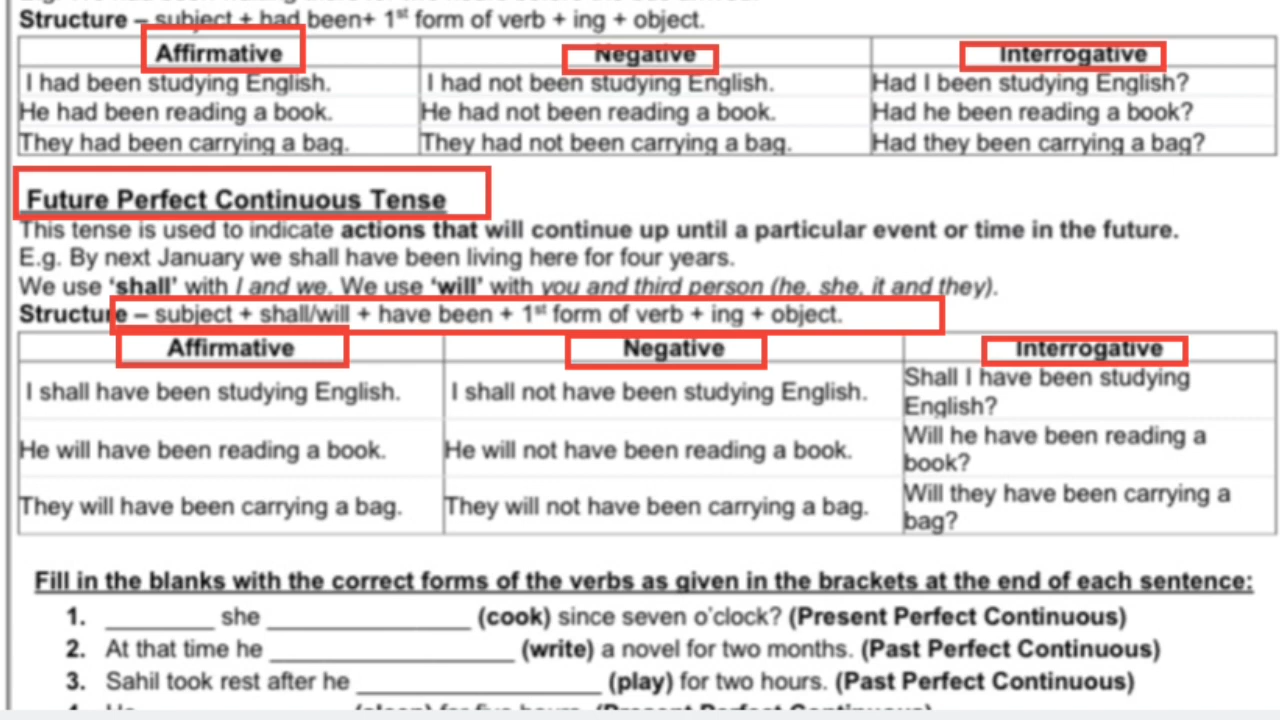 Structure – subject + had been+ 1st form of verb + ing + object.
Affirmative Negative Interrogative
I had been studying English. I had not been studying English. Had I been studying English?
He had been reading a book. He had not been reading a book. Had he been reading a book?
They had been carrying a bag. They had not been carrying a bag. Had they been carrying a bag?
Future Perfect Continuous Tense
This tense is used to indicate actions that will continue up until a particular event or time in the future.
E.g. By next January we shall have been living here for four years.
We use ‘shall’ with I and we. We use ‘will’ with you and third person (he, she, it and they).
Structure – subject + shall/will + have been + 1st form of verb + ing + object.
Affirmative Negative Interrogative
I shall have been studying English. I shall not have been studying English. Shall I have been studying
English?
He will have been reading a book. He will not have been reading a book. Will he have been reading a
book?
They will have been carrying a bag. They will not have been carrying a bag. Will they have been carrying a
bag?
Fill in the blanks with the correct forms of the verbs as given in the brackets at the end of each sentence:
1. ________ she _______________ (cook) since seven o’clock? (Present Perfect Continuous)
2. At that time he __________________ (write) a novel for two months. (Past Perfect Continuous)
3. Sahil took rest after he __________________ (play) for two hours. (Past Perfect Continuous)